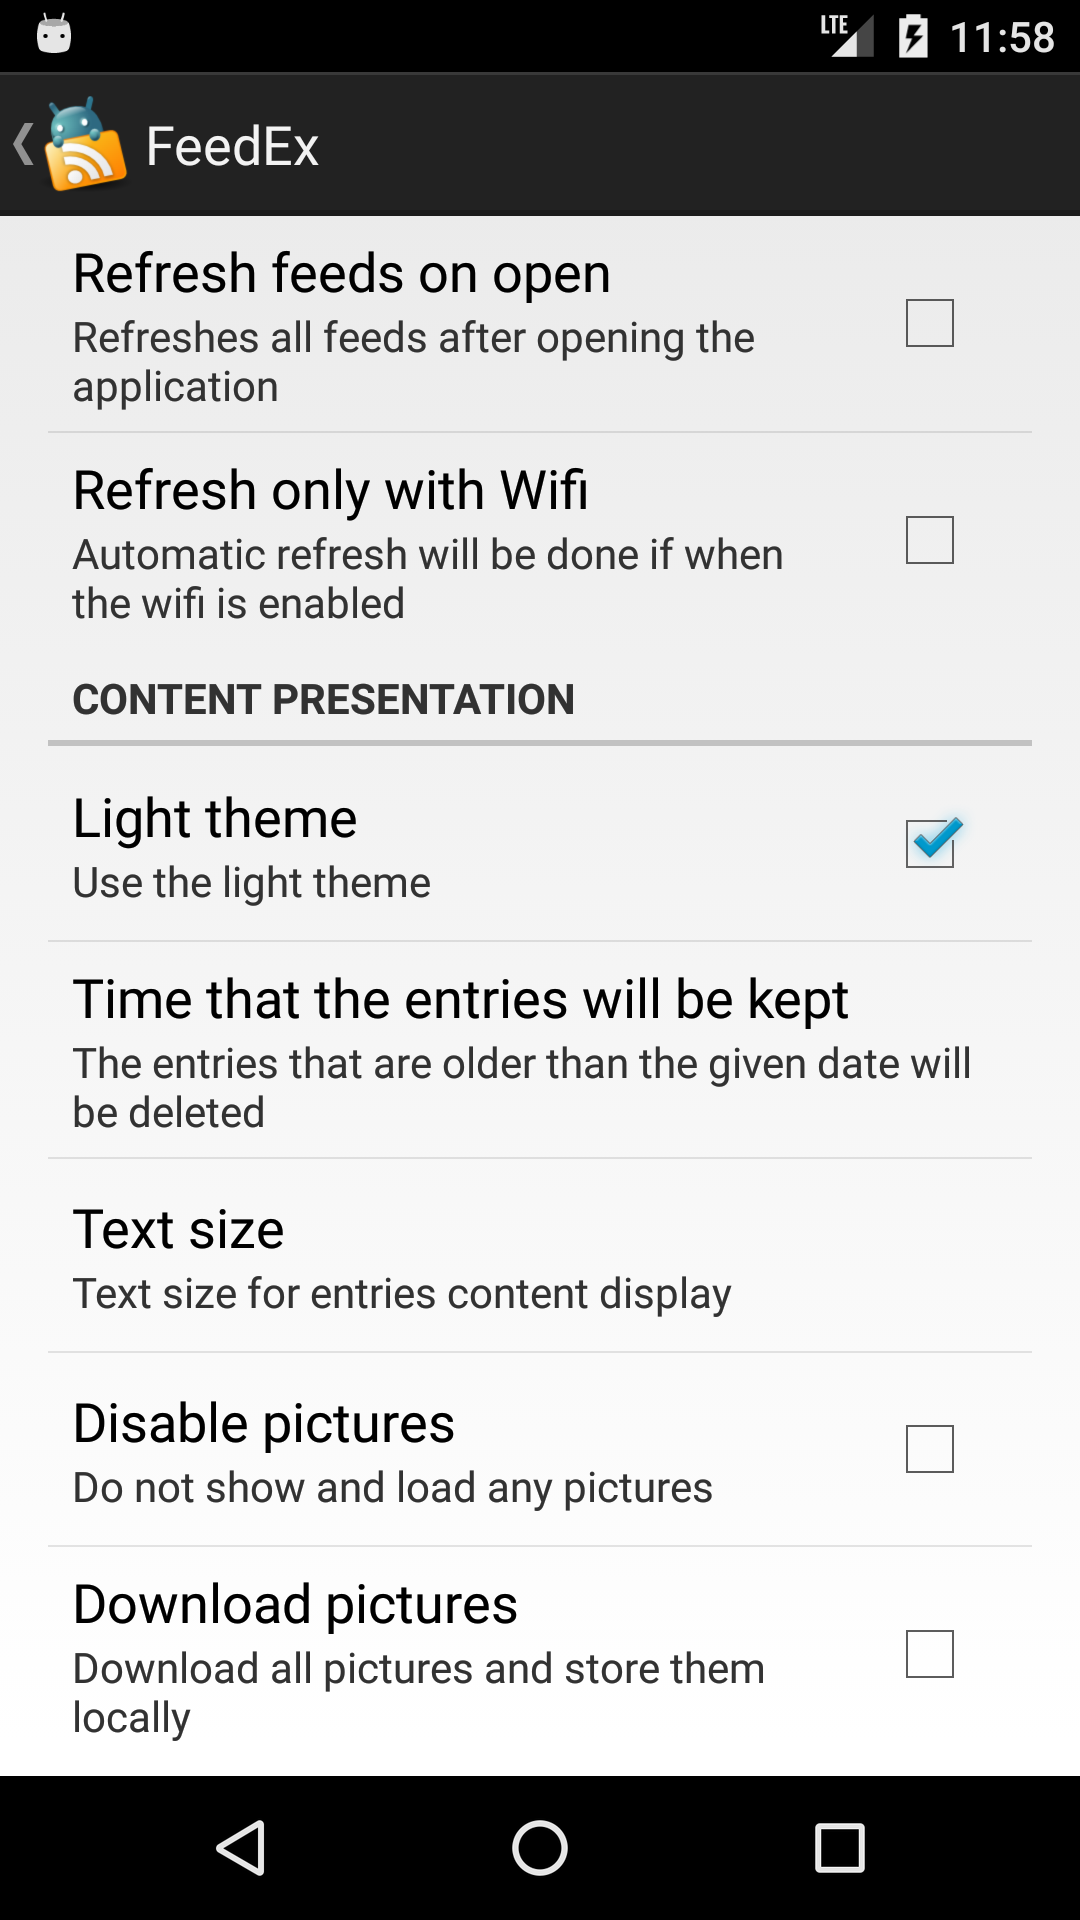 LTE 11:58
FeedEx
Refresh feeds on open
Refreshes all feeds after opening the
application
Refresh only with Wifi
Automatic refresh will be done if when
the wifi is enabled
CONTENT PRESENTATION
Light theme
Use the light theme
Time that the entries will be kept
The entries that are older than the given date will
be deleted
Text size
Text size for entries content display
Disable pictures
Do not show and load any pictures
Download pictures
Download all pictures and store them
locally